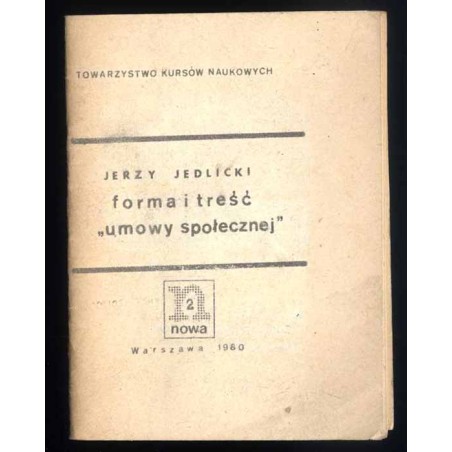 TOWARZYSTWO KURSÓW NAUKOWYCH
JERZY JEDLICKI
forma i treść
„umowy społecznej"
n
2
nowa
Warszawa 1980